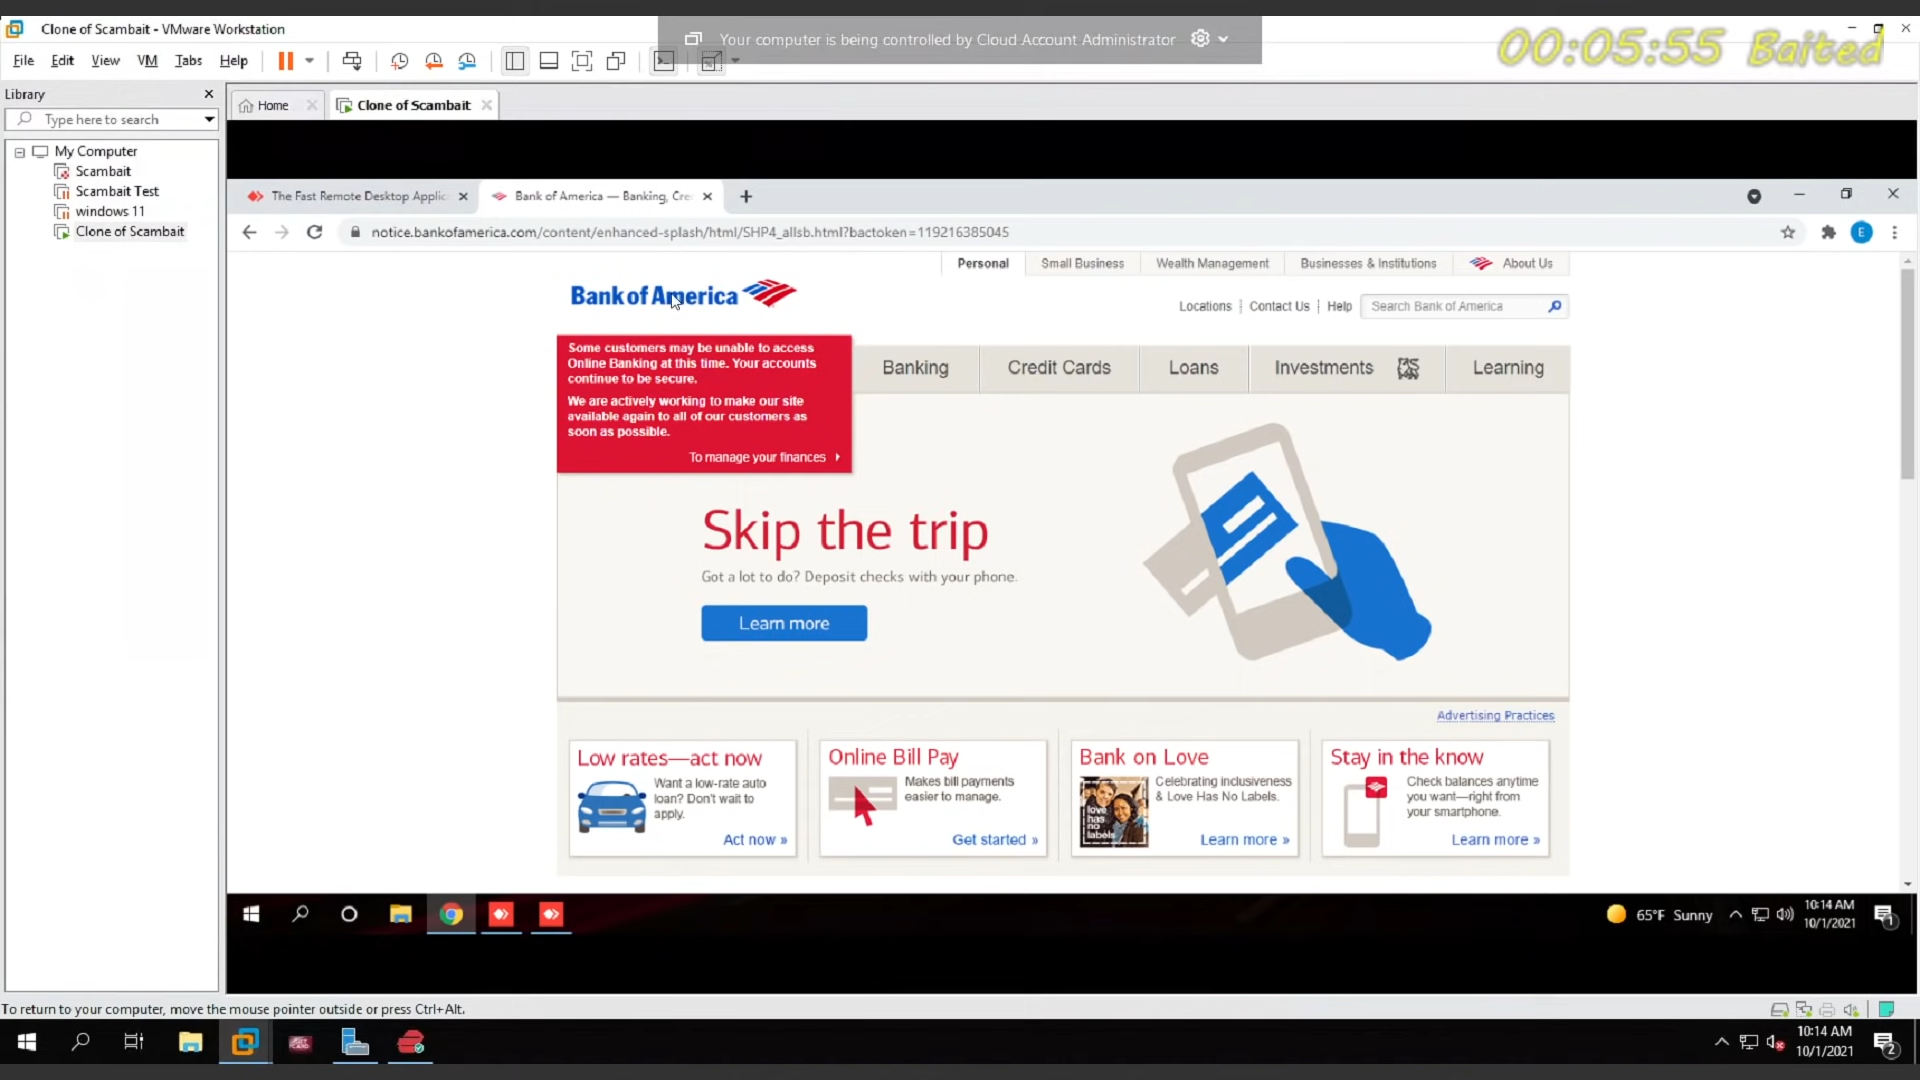 Clone of Scambait - VMware Workstation
Your computer is being controlled by Cloud Account Administrator
00:05:55 Baited
File Edit View VM Tabs Help
Library
Home
Clone of Scambait
Type here to search
My Computer
Scambait
Scambait Test
windows 11
Clone of Scambait
The Fast Remote Desktop Applic
Bank of America — Banking, Cre
notice.bankofamerica.com/content/enhanced-splash/html/SHP4_allsb.html?bactoken=119216385045
E
Personal
Small Business
Wealth Management
Businesses & Institutions
About Us
Bank of America
Locations
Contact Us
Help
Search Bank of America
Some customers may be unable to access
Online Banking at this time. Your accounts
continue to be secure.
We are actively working to make our site
available again to all of our customers as
soon as possible.
To manage your finances
Banking
Credit Cards
Loans
Investments
Learning
Skip the trip
Got a lot to do? Deposit checks with your phone.
Learn more
Advertising Practices
Low rates—act now
Want a low-rate auto
loan? Don't wait to
apply.
Act now »
Online Bill Pay
Makes bill payments
easier to manage.
Get started »
Bank on Love
love
has
no
labels
Celebrating inclusiveness
& Love Has No Labels.
Learn more »
Stay in the know
Check balances anytime
you want—right from
your smartphone.
Learn more »
65°F Sunny
10:14 AM
10/1/2021
1
To return to your computer, move the mouse pointer outside or press Ctrl+Alt.
10:14 AM
10/1/2021
2